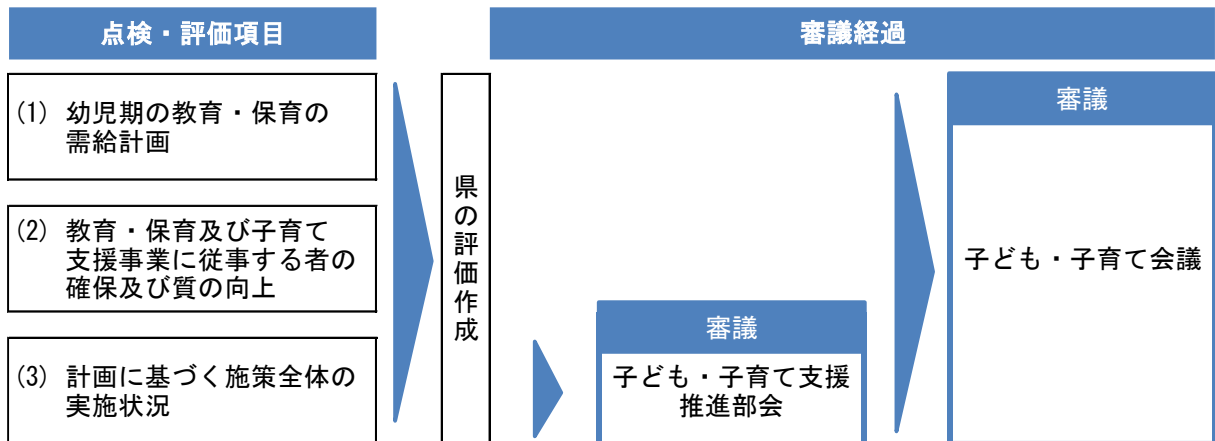 点検・評価項目
審議経過
(1) 幼児期の教育・保育の
需給計画
(2) 教育・保育及び子育て
支援事業に従事する者の
確保及び質の向上
(3) 計画に基づく施策全体の
実施状況
県の評価作成
審議
子ども・子育て支援
推進部会
審議
子ども・子育て会議